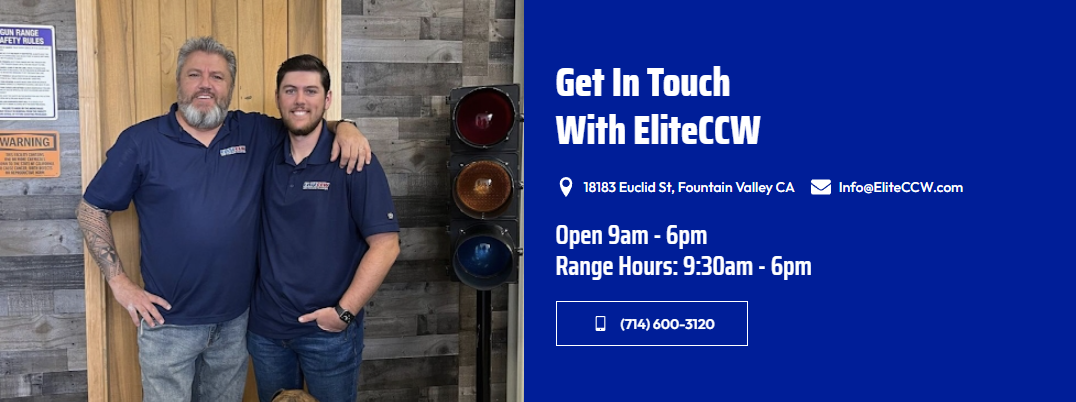 GUN RANGE
SAFETY RULES
WARNING
Get In Touch
With EliteCCW
18183 Euclid St, Fountain Valley CA
Info@EliteCCW.com
Open 9am - 6pm
Range Hours: 9:30am - 6pm
(714) 600-3120